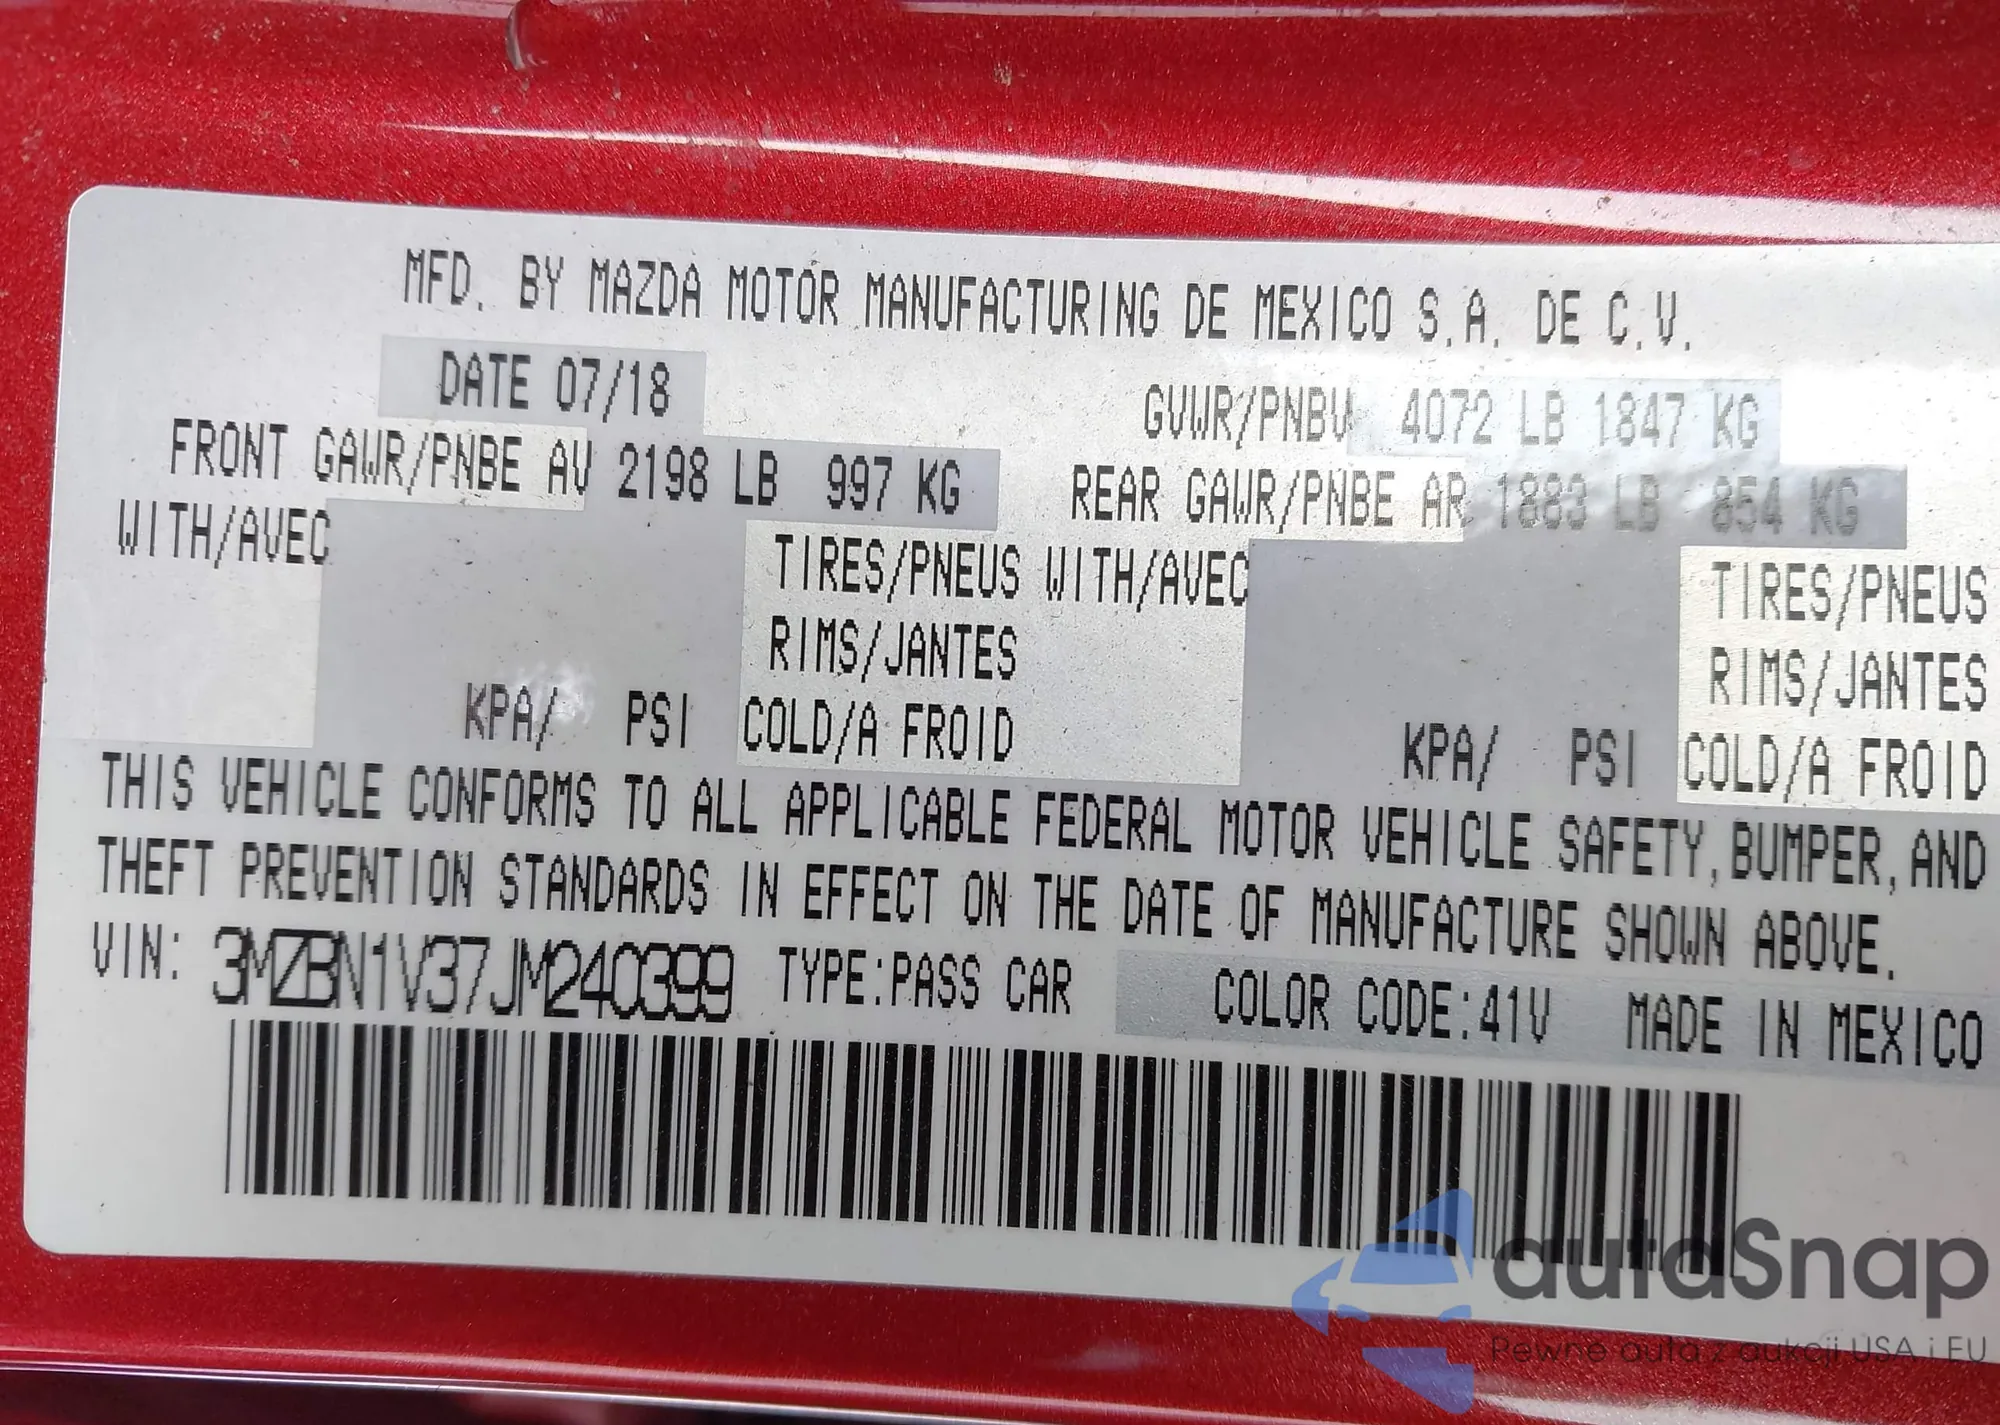 MFD. BY MAZDA MOTOR MANUFACTURING DE MEXICO S.A. DE C.V.
DATE 07/18 GVWR/PNBV 4072 LB 1847 KG
FRONT GAWR/PNBE AV 2198 LB 997 KG REAR GAWR/PNBE AR 1883 LB 854 KG
WITH/AVEC TIRES/PNEUS WITH/AVEC TIRES/PNEUS
RIMS/JANTES RIMS/JANTES
KPA/ PSI COLD/A FROID KPA/ PSI COLD/A FROID
THIS VEHICLE CONFORMS TO ALL APPLICABLE FEDERAL MOTOR VEHICLE SAFETY, BUMPER, AND
THEFT PREVENTION STANDARDS IN EFFECT ON THE DATE OF MANUFACTURE SHOWN ABOVE.
VIN: 3MZBN1V37JM240399 TYPE:PASS CAR COLOR CODE:41V MADE IN MEXICO
autaSnap
Pewne auta z aukcji USA i EU